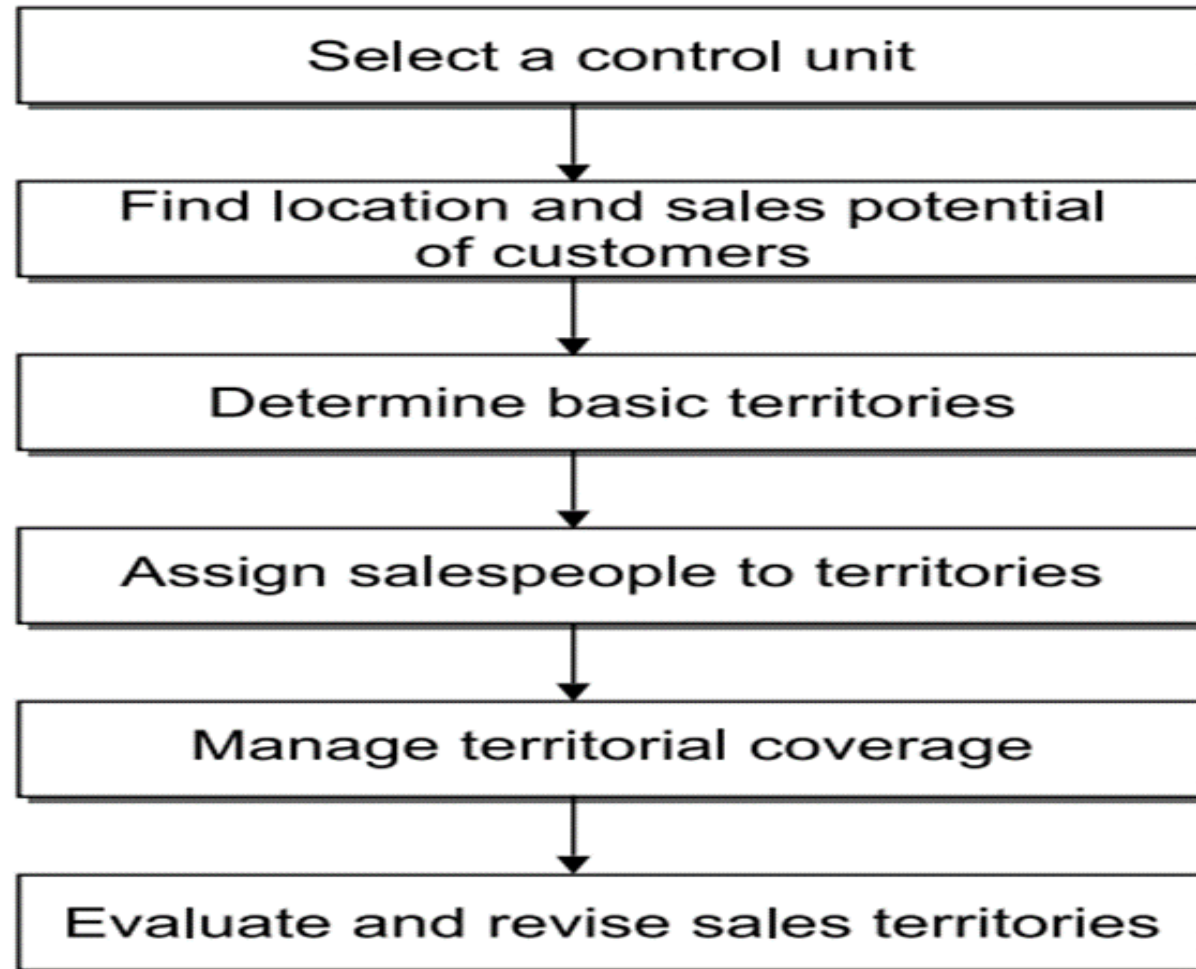 Select a control unit
Find location and sales potential
of customers
Determine basic territories
Assign salespeople to territories
Manage territorial coverage
Evaluate and revise sales territories